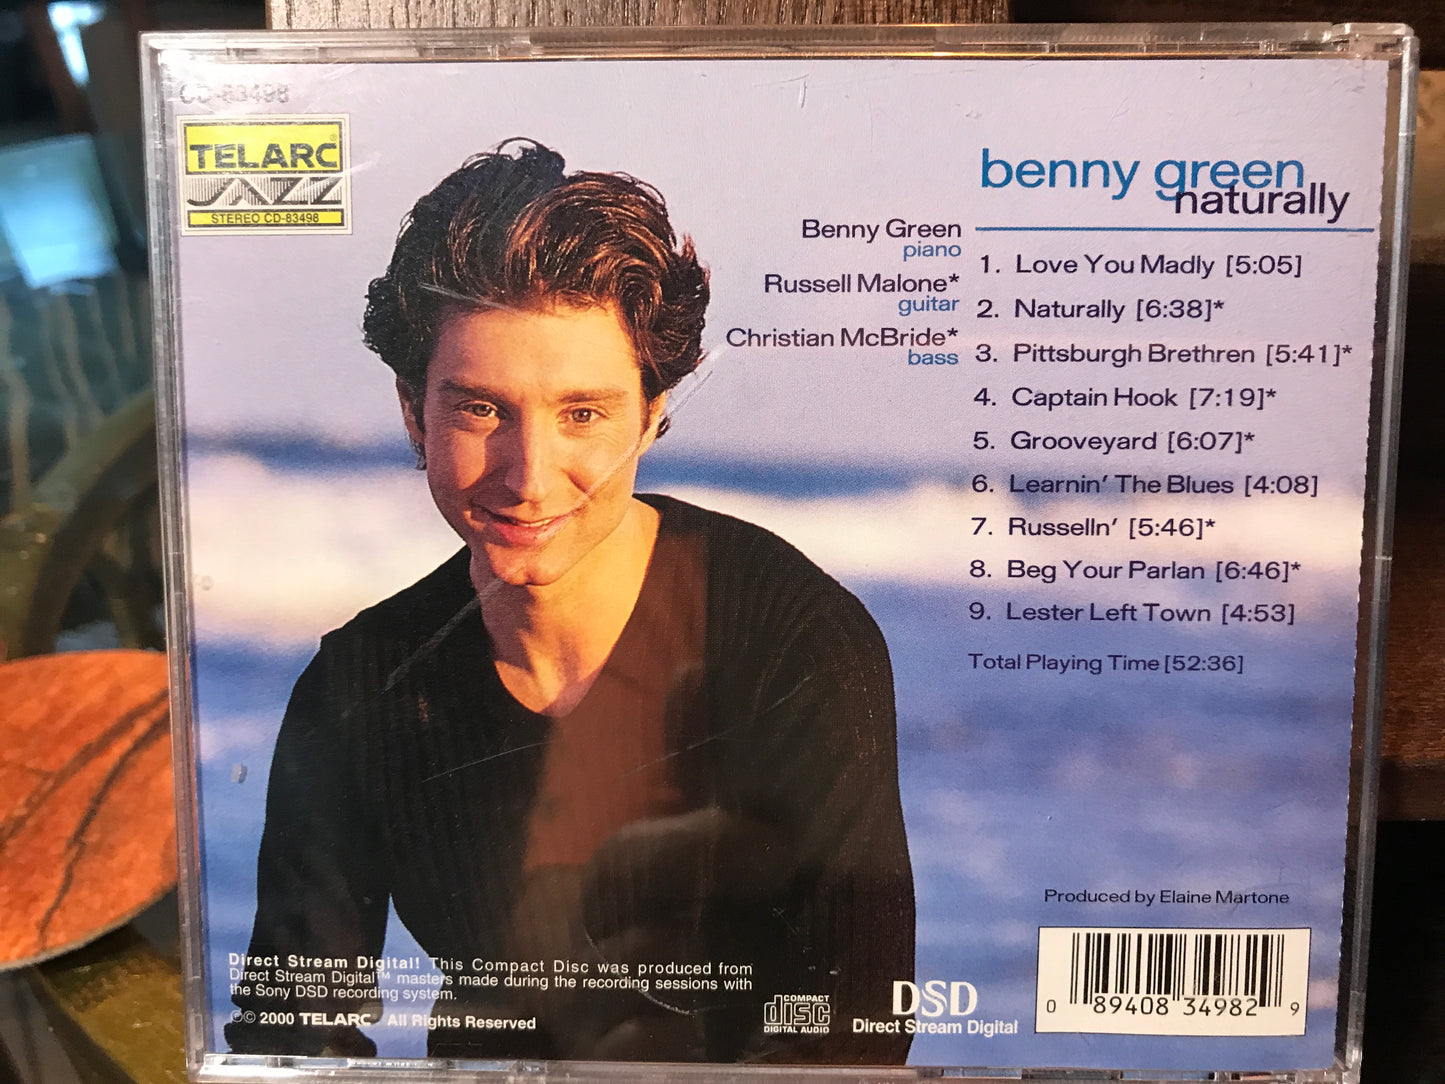 CD-83498
TELARC®
JAZZ
STEREO CD-83498
benny green
naturally
Benny Green
piano
Russell Malone*
guitar
Christian McBride*
bass
1. Love You Madly [5:05]
2. Naturally [6:38]*
3. Pittsburgh Brethren [5:41]*
4. Captain Hook [7:19]*
5. Grooveyard [6:07]*
6. Learnin' The Blues [4:08]
7. Russelln' [5:46]*
8. Beg Your Parlan [6:46]*
9. Lester Left Town [4:53]
Total Playing Time [52:36]
Produced by Elaine Martone
Direct Stream Digital! This Compact Disc was produced from
Direct Stream Digital™ masters made during the recording sessions with
the Sony DSD recording system.
℗© 2000 TELARC® All Rights Reserved
COMPACT
disc
DIGITAL AUDIO
DSD
Direct Stream Digital
0 89408 34982 9